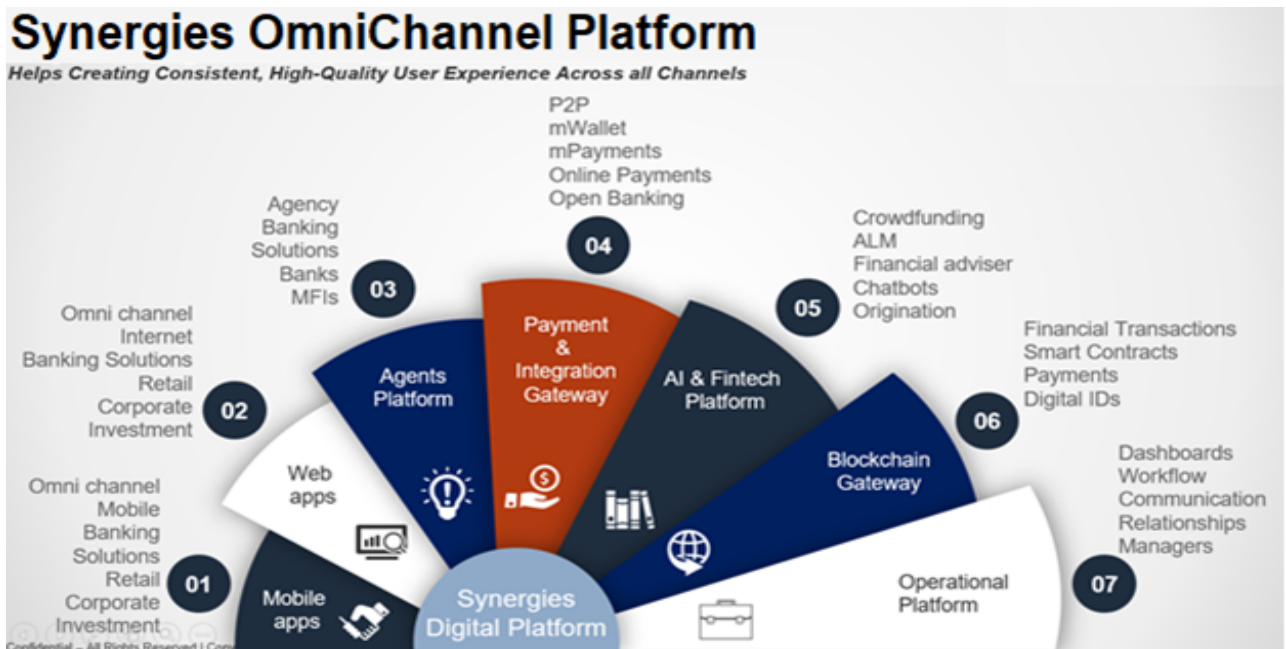 Synergies OmniChannel Platform
Helps Creating Consistent, High-Quality User Experience Across all Channels
Omni channel
Mobile
Banking
Solutions
Retail
Corporate
Investment
01
Mobile
apps
Omni channel
Internet
Banking Solutions
Retail
Corporate
Investment
02
Web
apps
Agency
Banking
Solutions
Banks
MFIs
03
Agents
Platform
P2P
mWallet
mPayments
Online Payments
Open Banking
04
Payment
&
Integration
Gateway
$
Crowdfunding
ALM
Financial adviser
Chatbots
Origination
05
AI & Fintech
Platform
Financial Transactions
Smart Contracts
Payments
Digital IDs
06
Blockchain
Gateway
Dashboards
Workflow
Communication
Relationships
Managers
07
Operational
Platform
Synergies
Digital Platform
Confidential – All Rights Reserved |